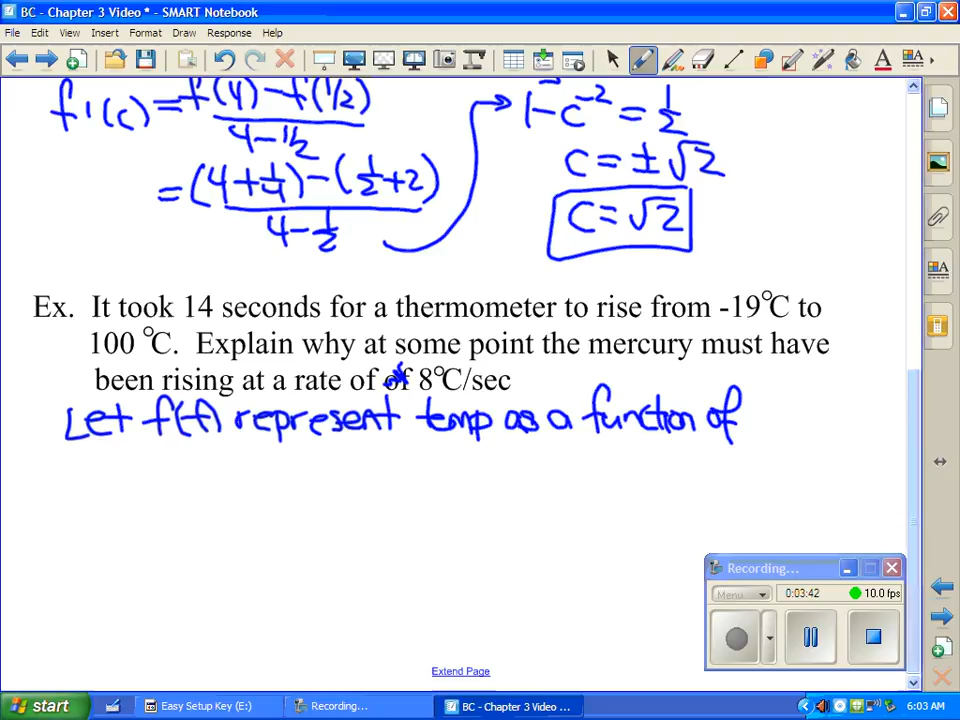 BC - Chapter 3 Video * - SMART Notebook
File Edit View Insert Format Draw Response Help
f'(c) = f(4) - f(1/2) / 4 - 1/2
= (4 + 1/4) - (1/2 + 2) / 4 - 1/2
1 - c^-2 = 1/2
c = ± √2
c = √2
Ex. It took 14 seconds for a thermometer to rise from -19°C to
100 °C. Explain why at some point the mercury must have
been rising at a rate of of 8°C/sec
Let f(t) represent temp as a function of
Recording...
Menu 0:03:42 10.0 fps
Extend Page
start Easy Setup Key (E:) Recording... BC - Chapter 3 Video ... 6:03 AM